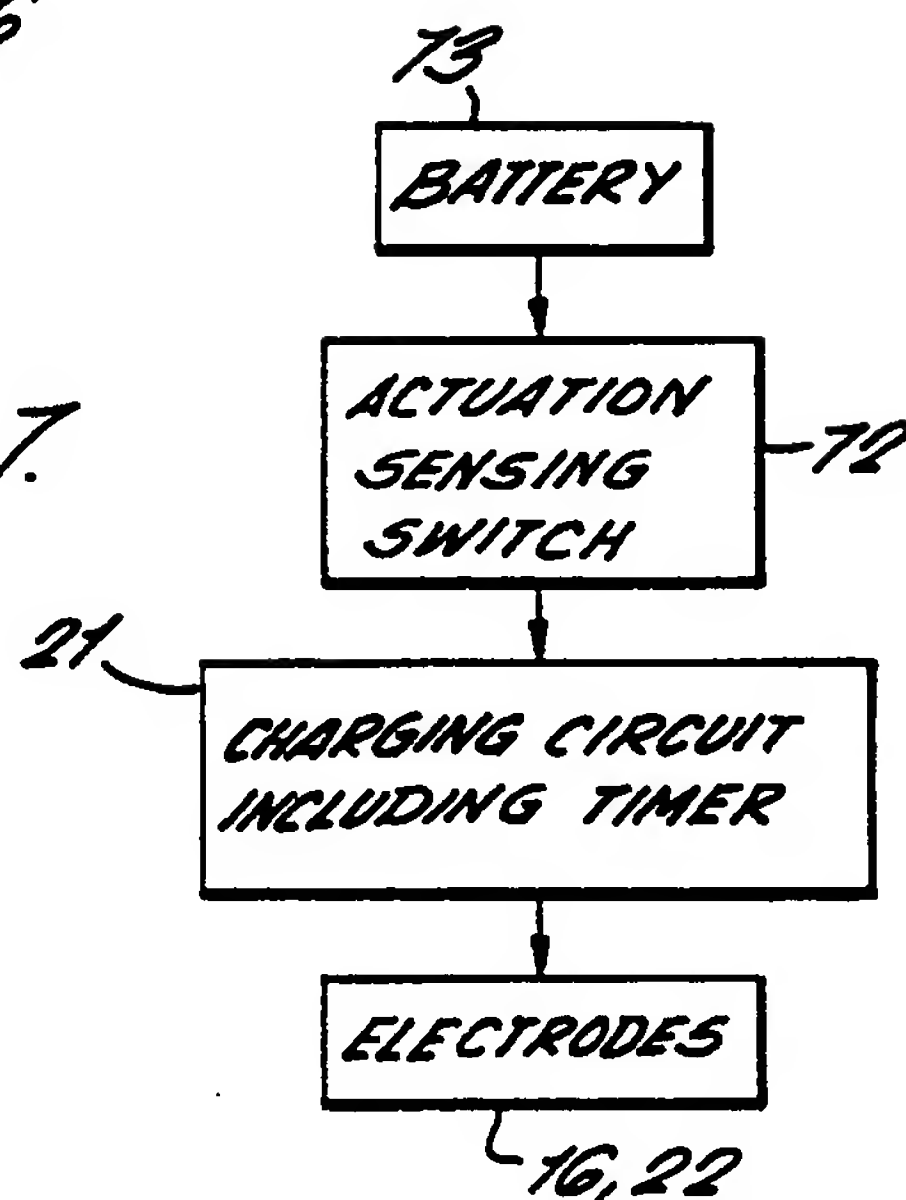 73
BATTERY
ACTUATION
SENSING
SWITCH
72
7.
21
CHARGING CIRCUIT
INCLUDING TIMER
ELECTRODES
16, 22